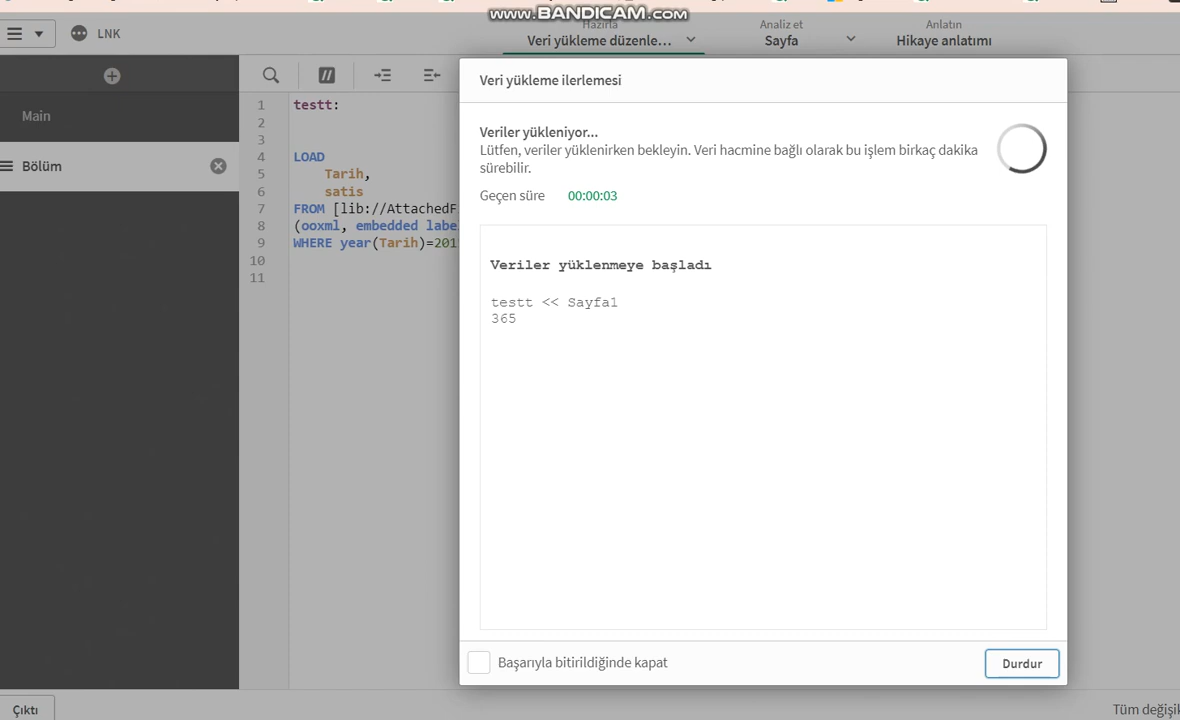 www.BANDICAM.com
Hazırla
Analiz et
Anlatın
LNK
Veri yükleme düzenle...
Sayfa
Hikaye anlatımı
Main
Bölüm
1 testt:
2
3
4 LOAD
5 Tarih,
6 satis
7 FROM [lib://AttachedF
8 (ooxml, embedded labe
9 WHERE year(Tarih)=201
10
11
Veri yükleme ilerlemesi
Veriler yükleniyor...
Lütfen, veriler yüklenirken bekleyin. Veri hacmine bağlı olarak bu işlem birkaç dakika
sürebilir.
Geçen süre 00:00:03
Veriler yüklenmeye başladı
testt << Sayfa1
365
Başarıyla bitirildiğinde kapat
Durdur
Çıktı
Tüm değişik